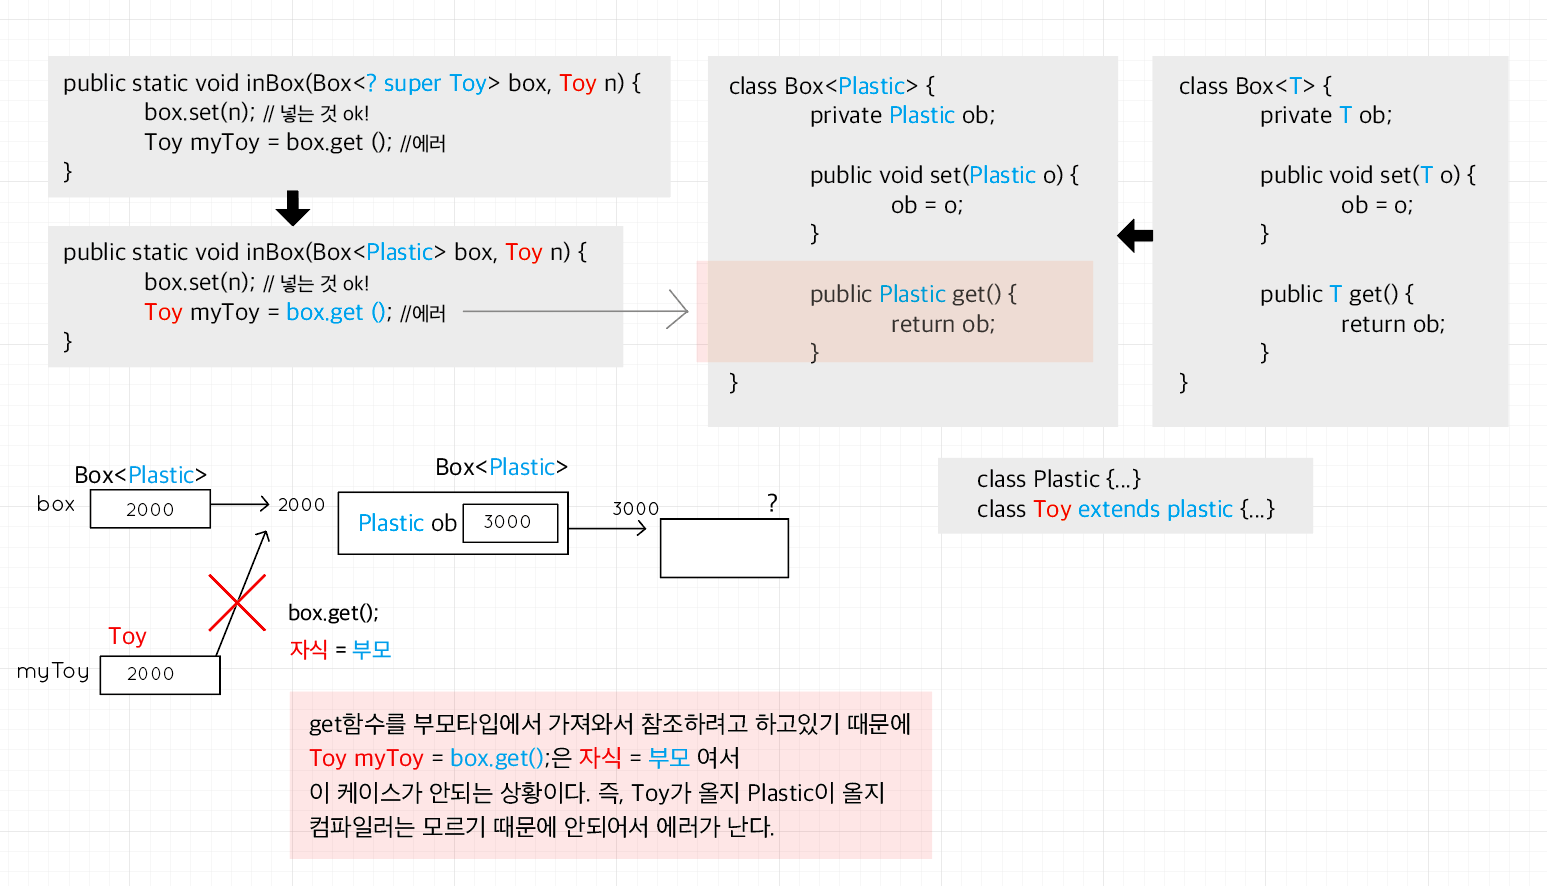 public static void inBox(Box<? super Toy> box, Toy n) {
box.set(n); // 넣는 것 ok!
Toy myToy = box.get (); //에러
}
public static void inBox(Box<Plastic> box, Toy n) {
box.set(n); // 넣는 것 ok!
Toy myToy = box.get (); //에러
}
class Box<Plastic> {
private Plastic ob;
public void set(Plastic o) {
ob = o;
}
public Plastic get() {
return ob;
}
}
class Box<T> {
private T ob;
public void set(T o) {
ob = o;
}
public T get() {
return ob;
}
}
class Plastic {...}
class Toy extends plastic {...}
Box<Plastic>
box 2000
2000
Box<Plastic>
Plastic ob 3000
3000
?
Toy
myToy 2000
box.get();
자식 = 부모
get함수를 부모타입에서 가져와서 참조하려고 하고있기 때문에
Toy myToy = box.get();은 자식 = 부모 여서
이 케이스가 안되는 상황이다. 즉, Toy가 올지 Plastic이 올지
컴파일러는 모르기 때문에 안되어서 에러가 난다.